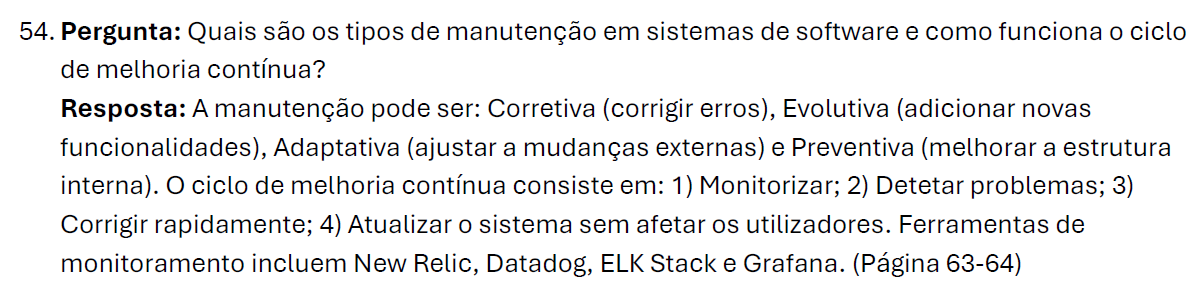 54. Pergunta: Quais são os tipos de manutenção em sistemas de software e como funciona o ciclo
de melhoria contínua?
Resposta: A manutenção pode ser: Corretiva (corrigir erros), Evolutiva (adicionar novas
funcionalidades), Adaptativa (ajustar a mudanças externas) e Preventiva (melhorar a estrutura
interna). O ciclo de melhoria contínua consiste em: 1) Monitorizar; 2) Detetar problemas; 3)
Corrigir rapidamente; 4) Atualizar o sistema sem afetar os utilizadores. Ferramentas de
monitoramento incluem New Relic, Datadog, ELK Stack e Grafana. (Página 63-64)